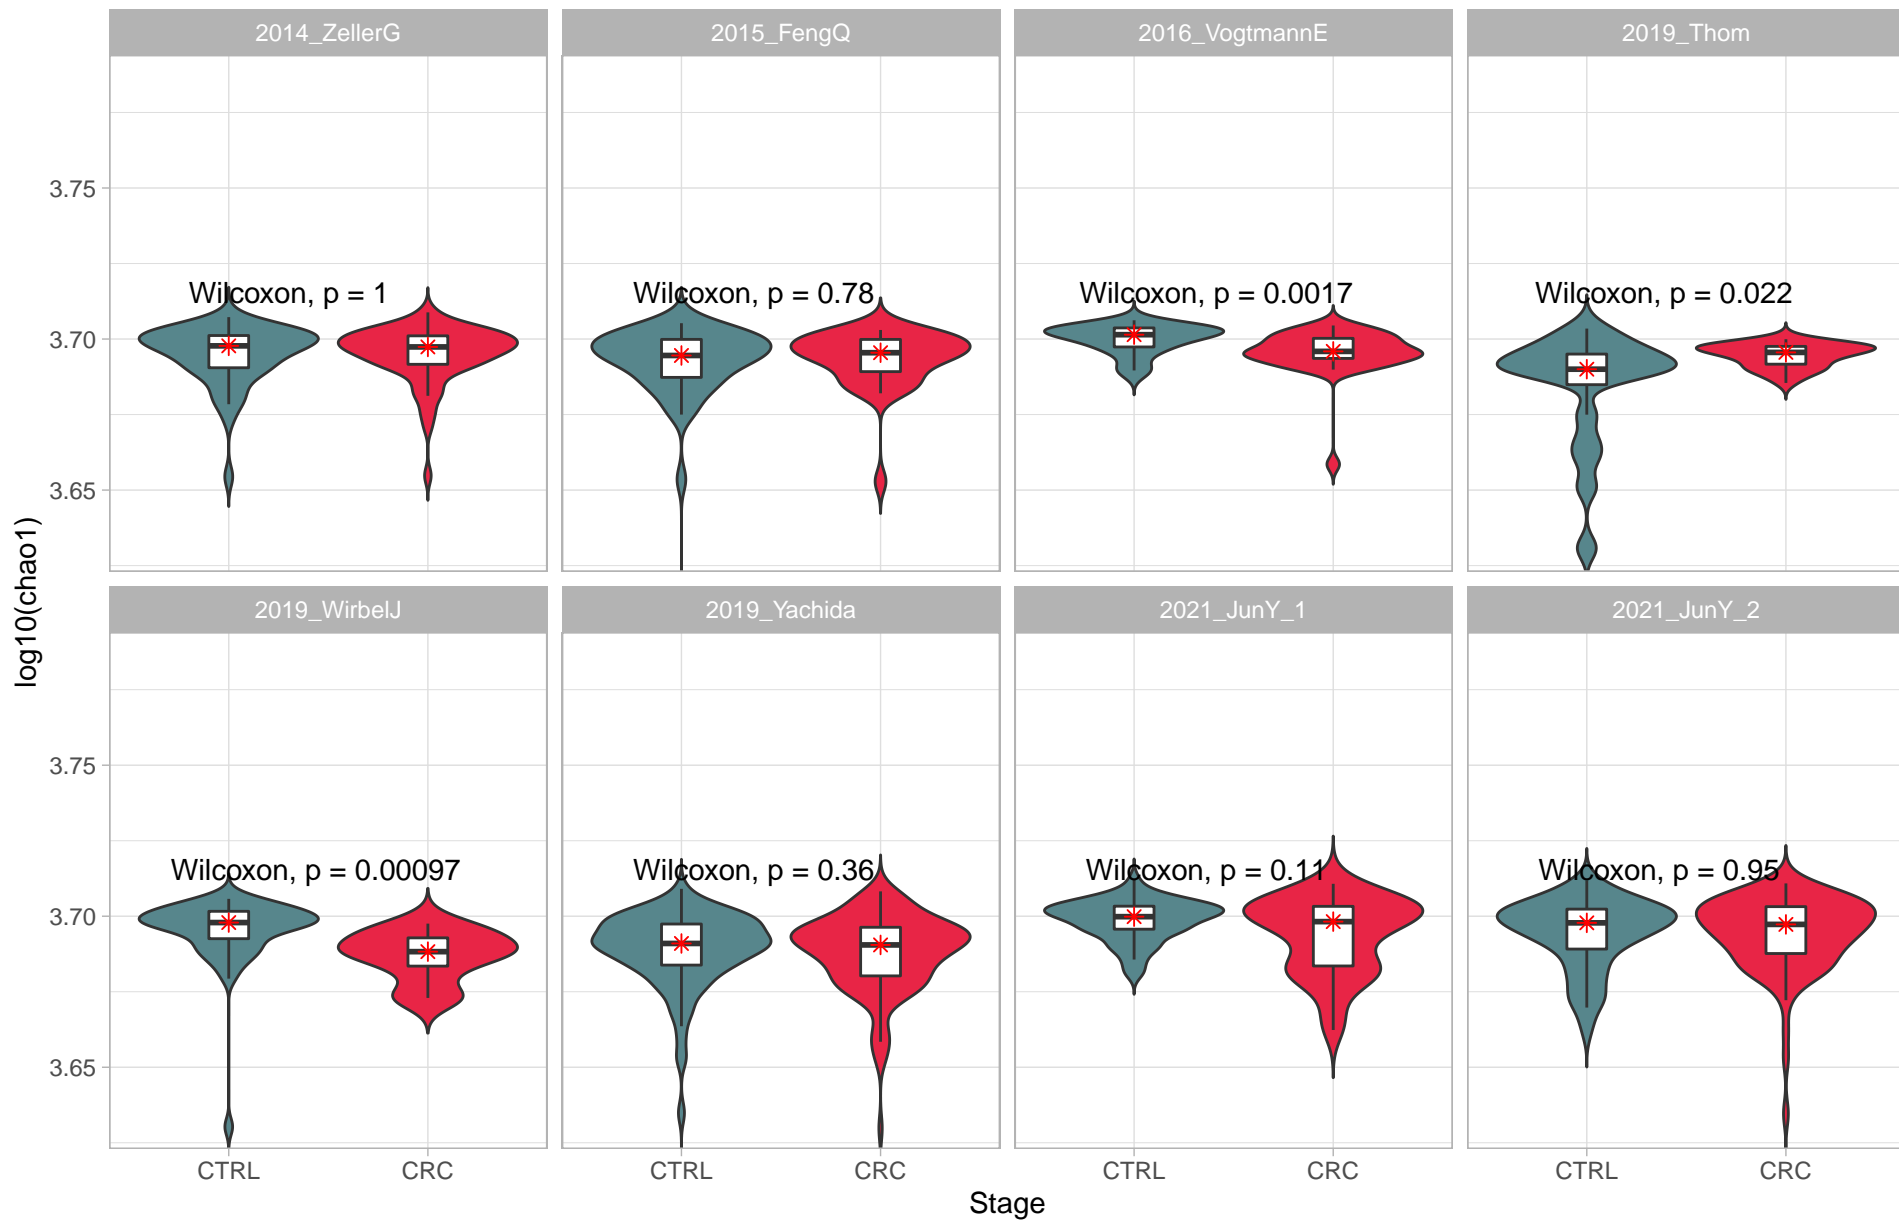 2014_ZellerG
2015_FengQ
2016_VogtmannE
2019_Thom
3.75
3.70
3.65
Wilcoxon, p = 1
Wilcoxon, p = 0.78
Wilcoxon, p = 0.0017
Wilcoxon, p = 0.022
log10(chao1)
2019_WirbelJ
2019_Yachida
2021_JunY_1
2021_JunY_2
3.75
3.70
3.65
Wilcoxon, p = 0.00097
Wilcoxon, p = 0.36
Wilcoxon, p = 0.11
Wilcoxon, p = 0.95
CTRL
CRC
CTRL
CRC
CTRL
CRC
CTRL
CRC
Stage